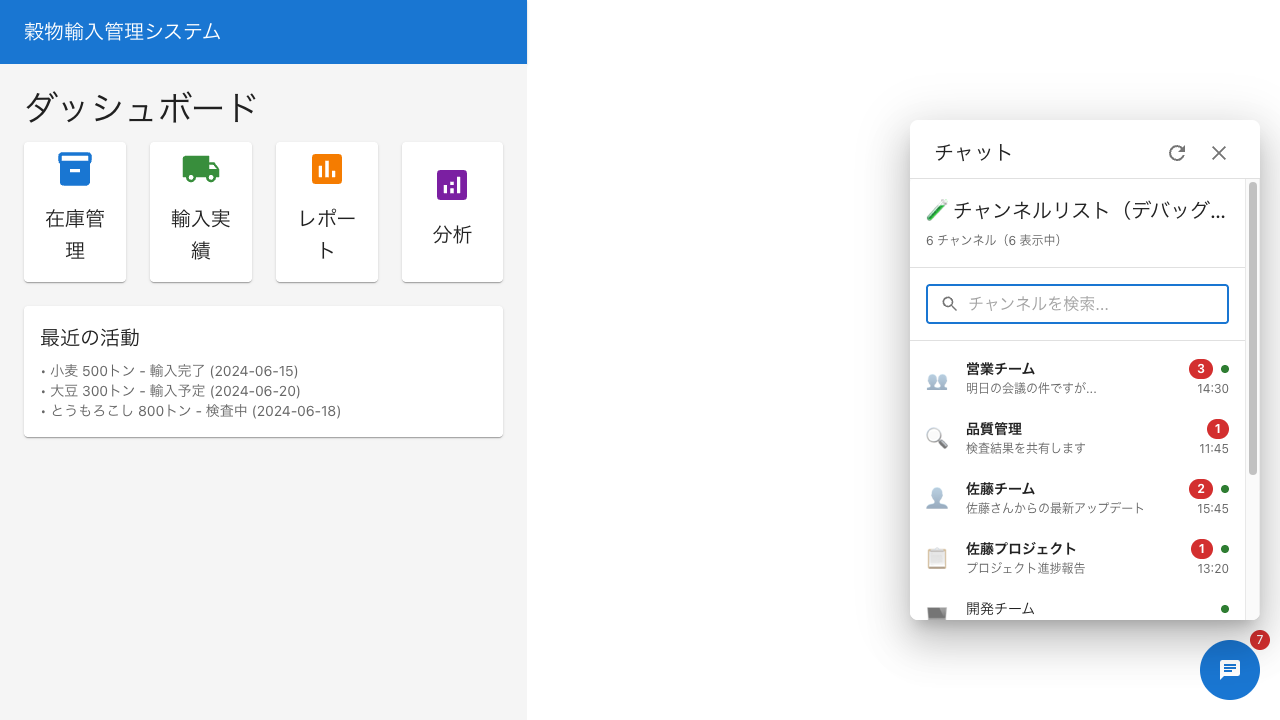 穀物輸入管理システム
ダッシュボード
在庫管
理
輸入実
績
レポー
ト
分析
最近の活動
• 小麦 500トン - 輸入完了 (2024-06-15)
• 大豆 300トン - 輸入予定 (2024-06-20)
• とうもろこし 800トン - 検査中 (2024-06-18)
チャット
チャンネルリスト（デバッグ...
6 チャンネル（6 表示中）
チャンネルを検索...
営業チーム 3
明日の会議の件ですが... 14:30
品質管理 1
検査結果を共有します 11:45
佐藤チーム 2
佐藤さんからの最新アップデート 15:45
佐藤プロジェクト 1
プロジェクト進捗報告 13:20
開発チーム
7